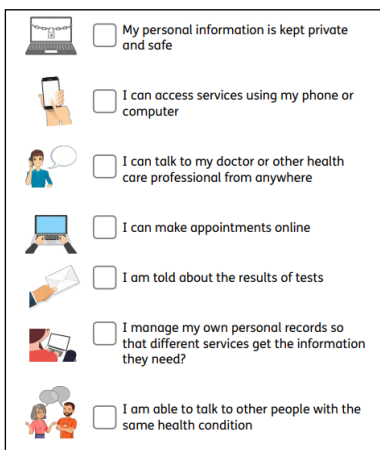 My personal information is kept private
and safe
I can access services using my phone or
computer
I can talk to my doctor or other health
care professional from anywhere
I can make appointments online
I am told about the results of tests
I manage my own personal records so
that different services get the information
they need?
I am able to talk to other people with the
same health condition